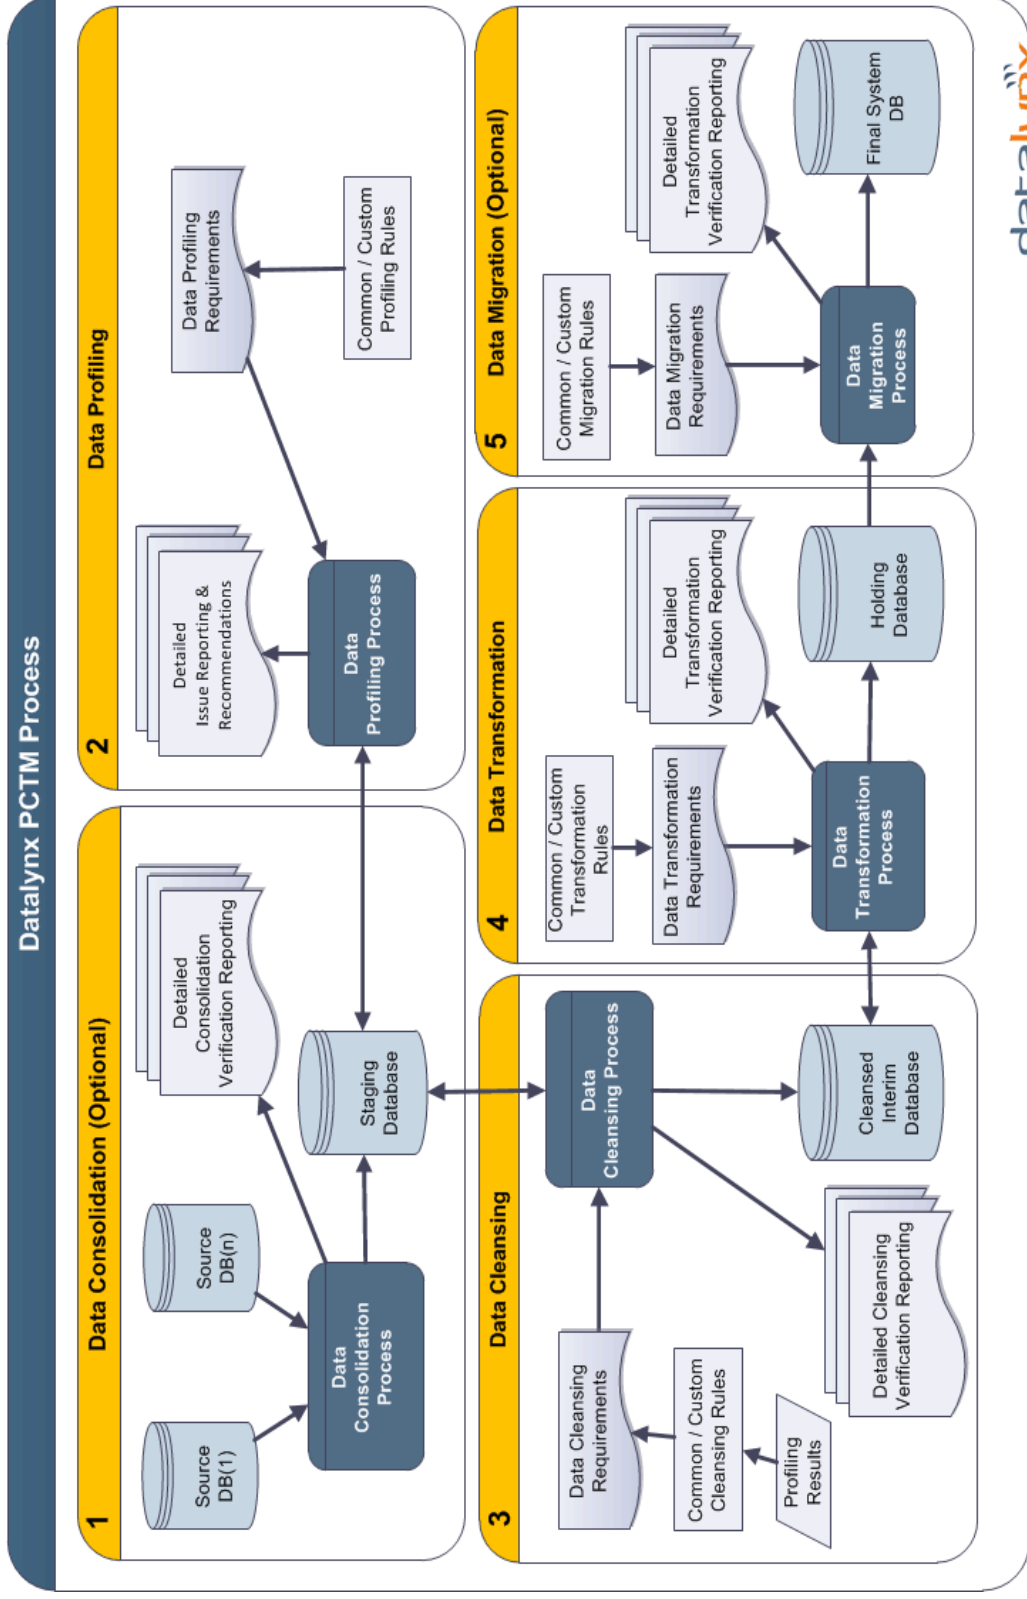 Datalynx PCTM Process
1
Data Consolidation (Optional)
Source
DB(1)
Source
DB(n)
Detailed
Consolidation
Verification Reporting
Data
Consolidation
Process
Staging
Database
2
Data Profiling
Detailed
Issue Reporting &
Recommendations
Data Profiling
Requirements
Common / Custom
Profiling Rules
Data
Profiling Process
3
Data Cleansing
Data Cleansing
Requirements
Common / Custom
Cleansing Rules
Profiling
Results
Data
Cleansing Process
Detailed Cleansing
Verification Reporting
Cleansed
Interim
Database
4
Data Transformation
Common / Custom
Transformation
Rules
Data Transformation
Requirements
Detailed
Transformation
Verification Reporting
Data
Transformation
Process
Holding
Database
5
Data Migration (Optional)
Common / Custom
Migration Rules
Data Migration
Requirements
Detailed
Transformation
Verification Reporting
Data
Migration
Process
Final System
DB
datalynx